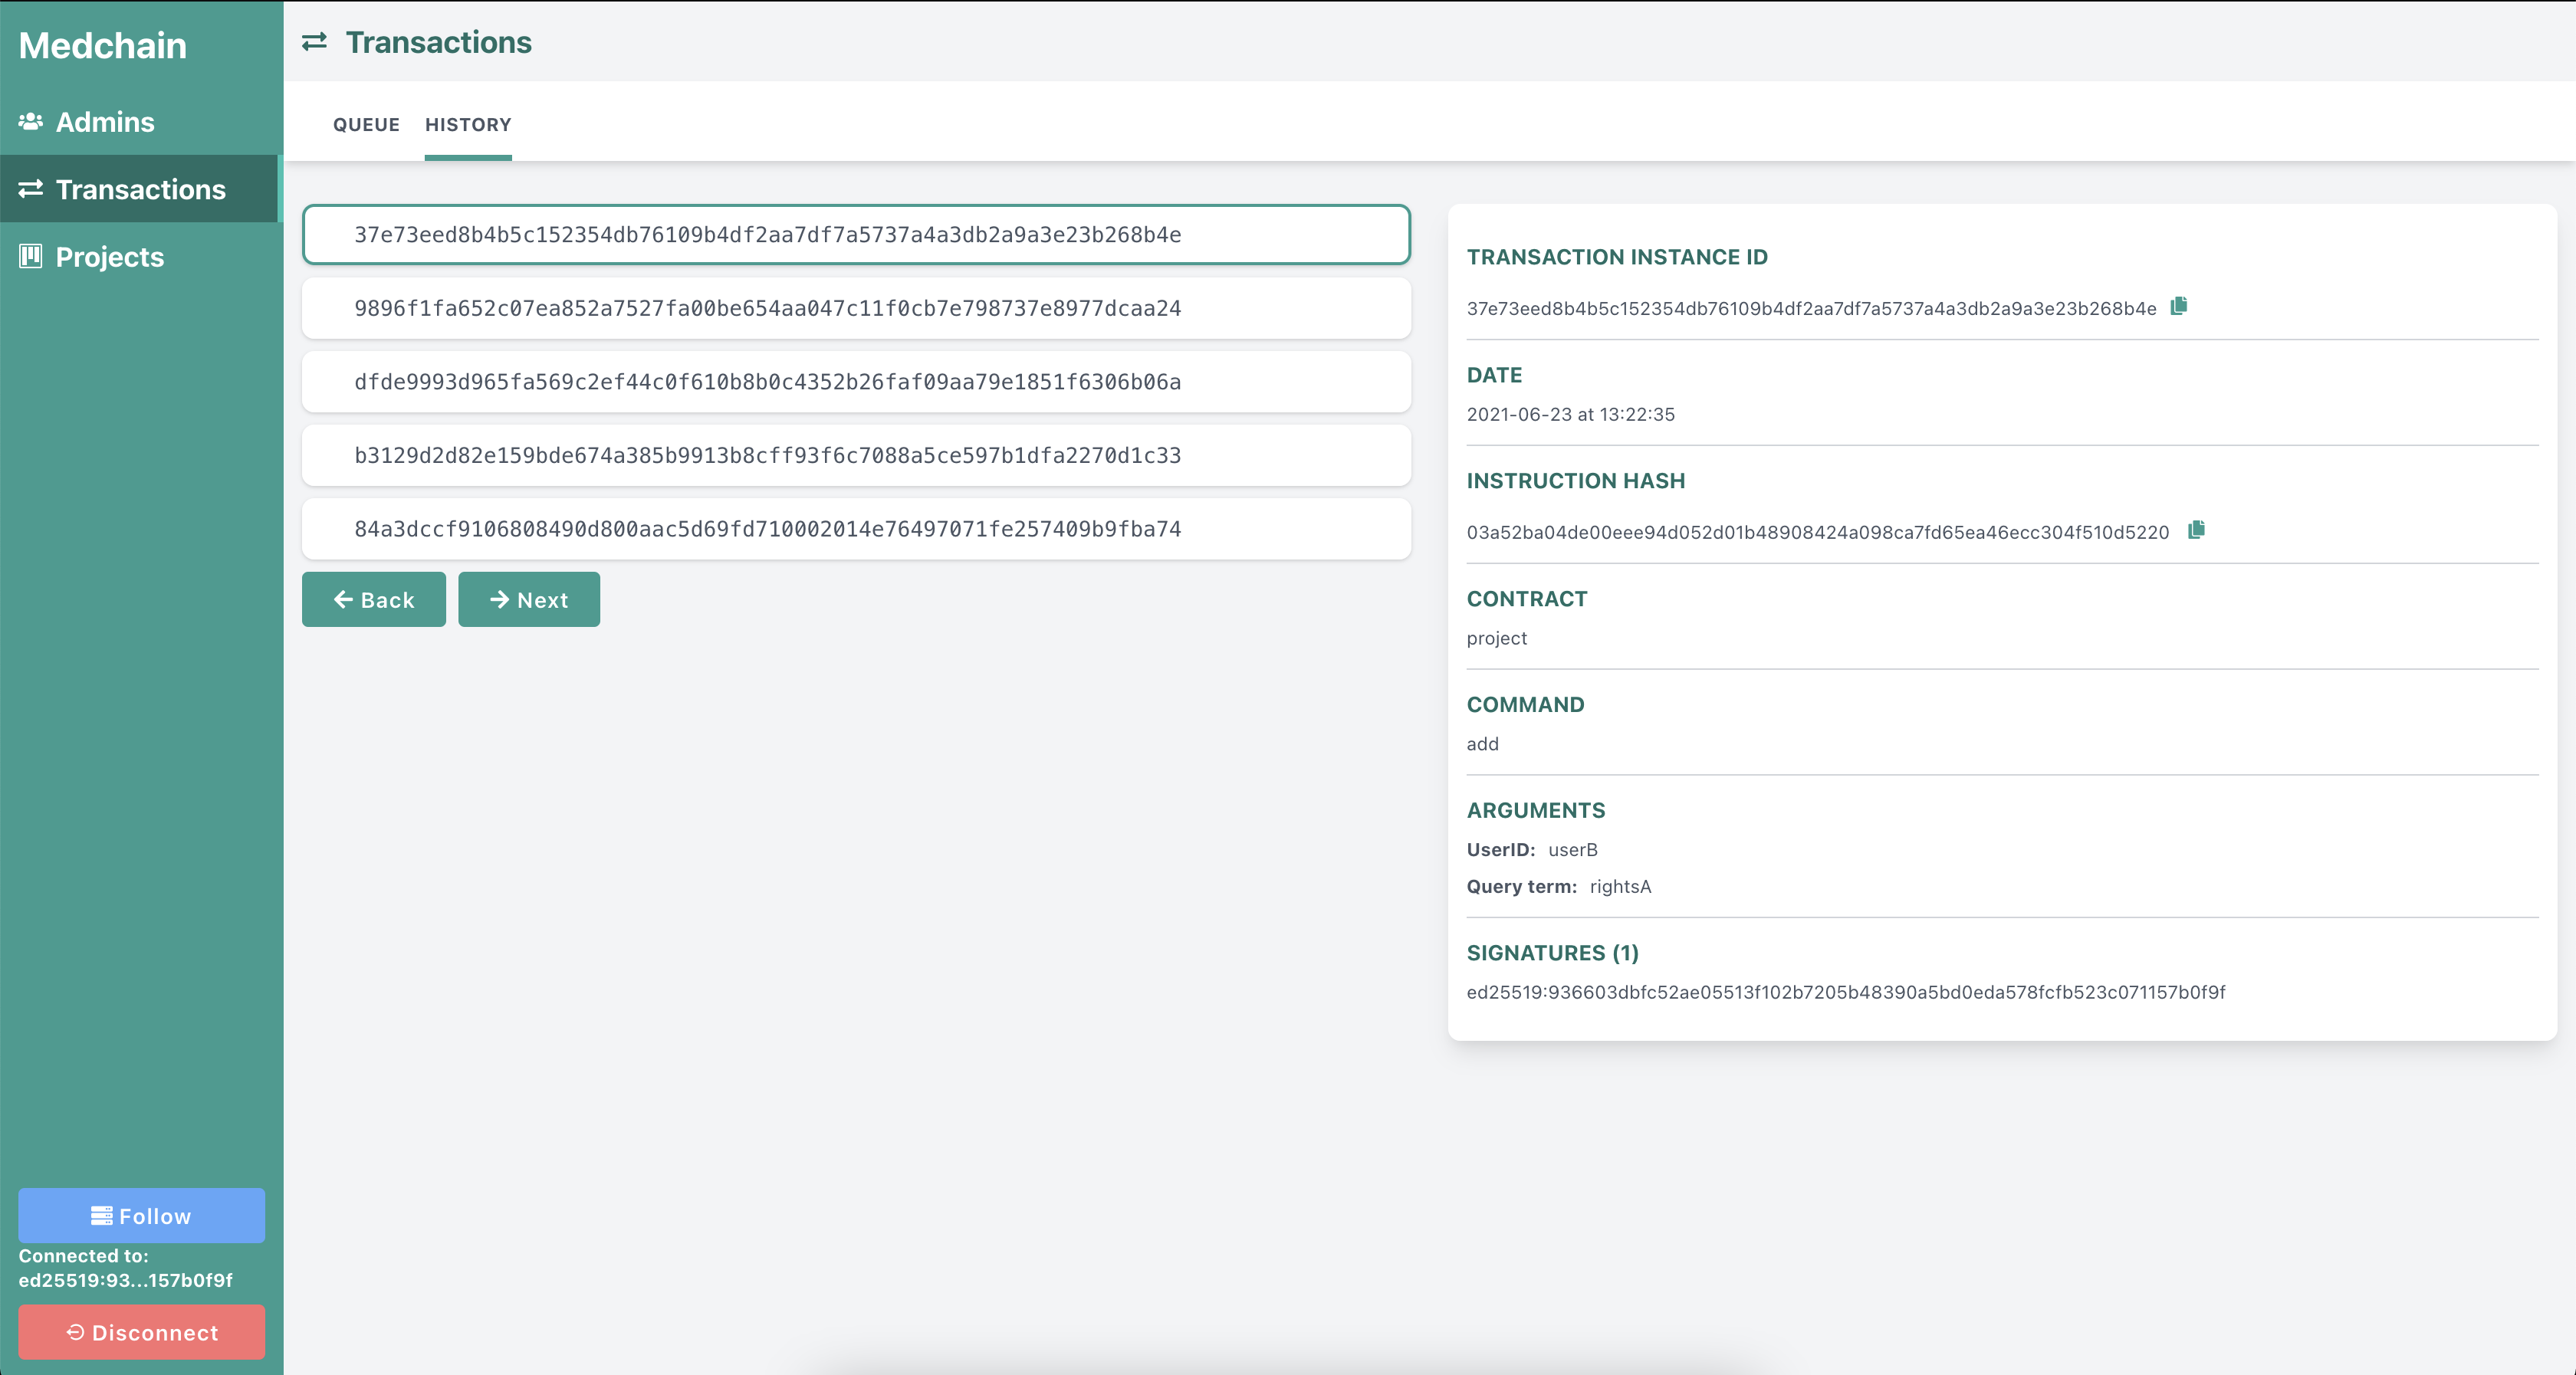 Medchain
Admins
Transactions
Projects
Follow
Connected to:
ed25519:93...157b0f9f
Disconnect
Transactions
QUEUE HISTORY
37e73eed8b4b5c152354db76109b4df2aa7df7a5737a4a3db2a9a3e23b268b4e
9896f1fa652c07ea852a7527fa00be654aa047c11f0cb7e798737e8977dcaa24
dfde9993d965fa569c2ef44c0f610b8b0c4352b26faf09aa79e1851f6306b06a
b3129d2d82e159bde674a385b9913b8cff93f6c7088a5ce597b1dfa2270d1c33
84a3dccf9106808490d800aac5d69fd710002014e76497071fe257409b9fba74
Back Next
TRANSACTION INSTANCE ID
37e73eed8b4b5c152354db76109b4df2aa7df7a5737a4a3db2a9a3e23b268b4e
DATE
2021-06-23 at 13:22:35
INSTRUCTION HASH
03a52ba04de00eee94d052d01b48908424a098ca7fd65ea46ecc304f510d5220
CONTRACT
project
COMMAND
add
ARGUMENTS
UserID: userB
Query term: rightsA
SIGNATURES (1)
ed25519:936603dbfc52ae05513f102b7205b48390a5bd0eda578fcfb523c071157b0f9f